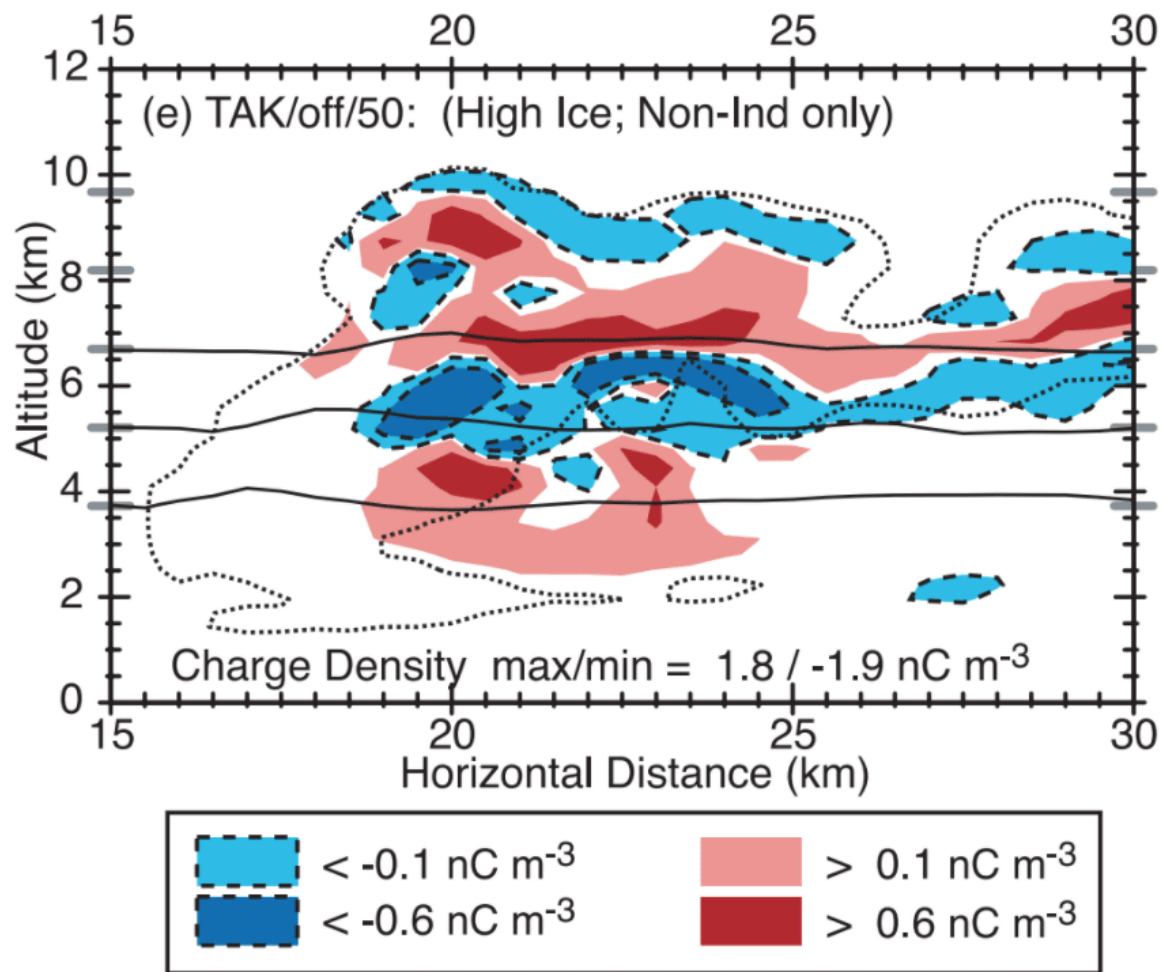 15 20 25 30
12
(e) TAK/off/50: (High Ice; Non-Ind only)
10
8
Altitude (km)
6
4
2
Charge Density max/min = 1.8 / -1.9 nC m⁻³
0
15 20 25 30
Horizontal Distance (km)
< -0.1 nC m⁻³ > 0.1 nC m⁻³
< -0.6 nC m⁻³ > 0.6 nC m⁻³